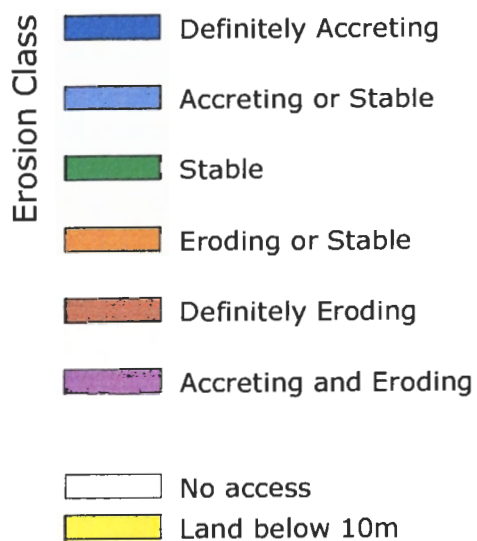 Erosion Class
Definitely Accreting
Accreting or Stable
Stable
Eroding or Stable
Definitely Eroding
Accreting and Eroding
No access
Land below 10m